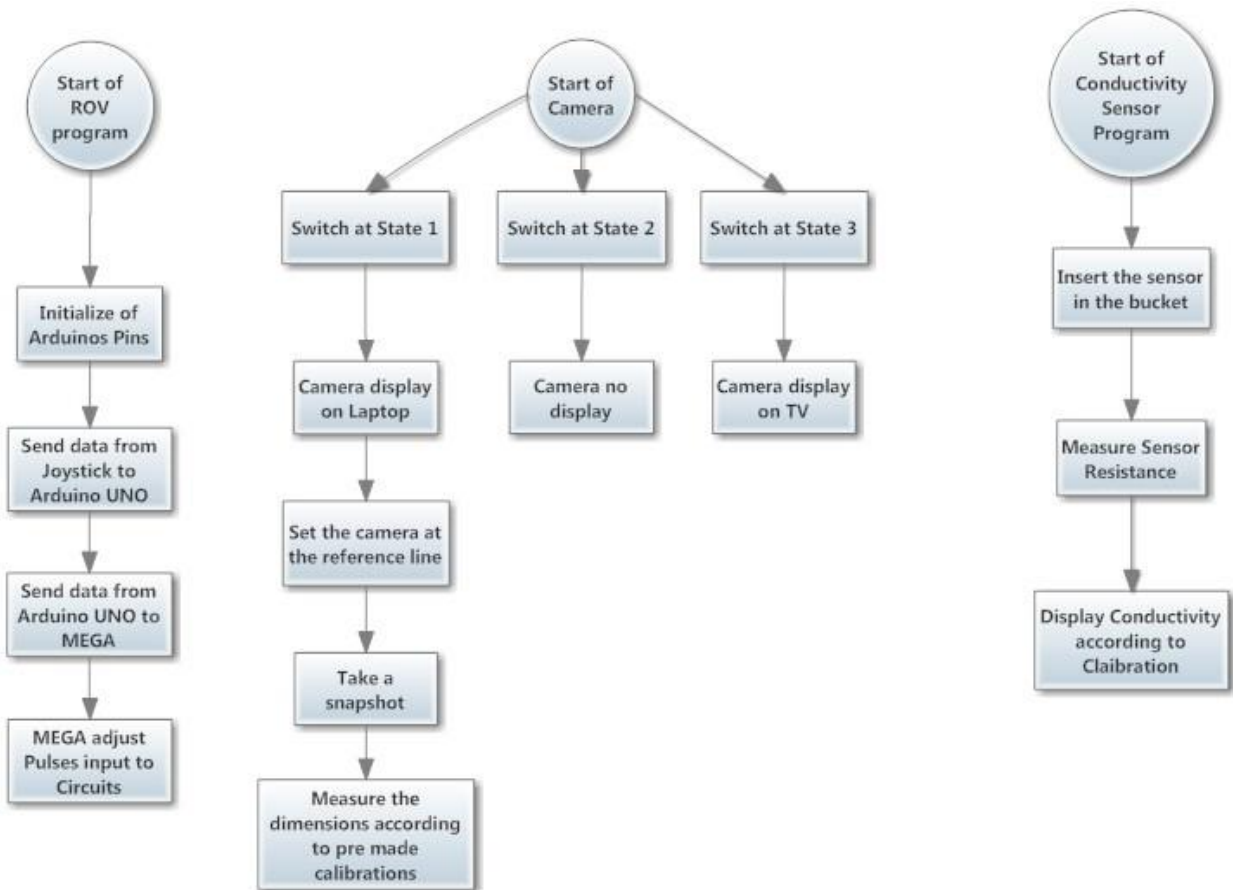 Start of
ROV
program
Initialize of
Arduinos Pins
Send data from
Joystick to
Arduino UNO
Send data from
Arduino UNO to
MEGA
MEGA adjust
Pulses input to
Circuits
Start of
Camera
Switch at State 1
Switch at State 2
Switch at State 3
Camera display
on Laptop
Camera no
display
Camera display
on TV
Set the camera at
the reference line
Take a
snapshot
Measure the
dimensions according
to pre made
calibrations
Start of
Conductivity
Sensor
Program
Insert the sensor
in the bucket
Measure Sensor
Resistance
Display Conductivity
according to
Claibration